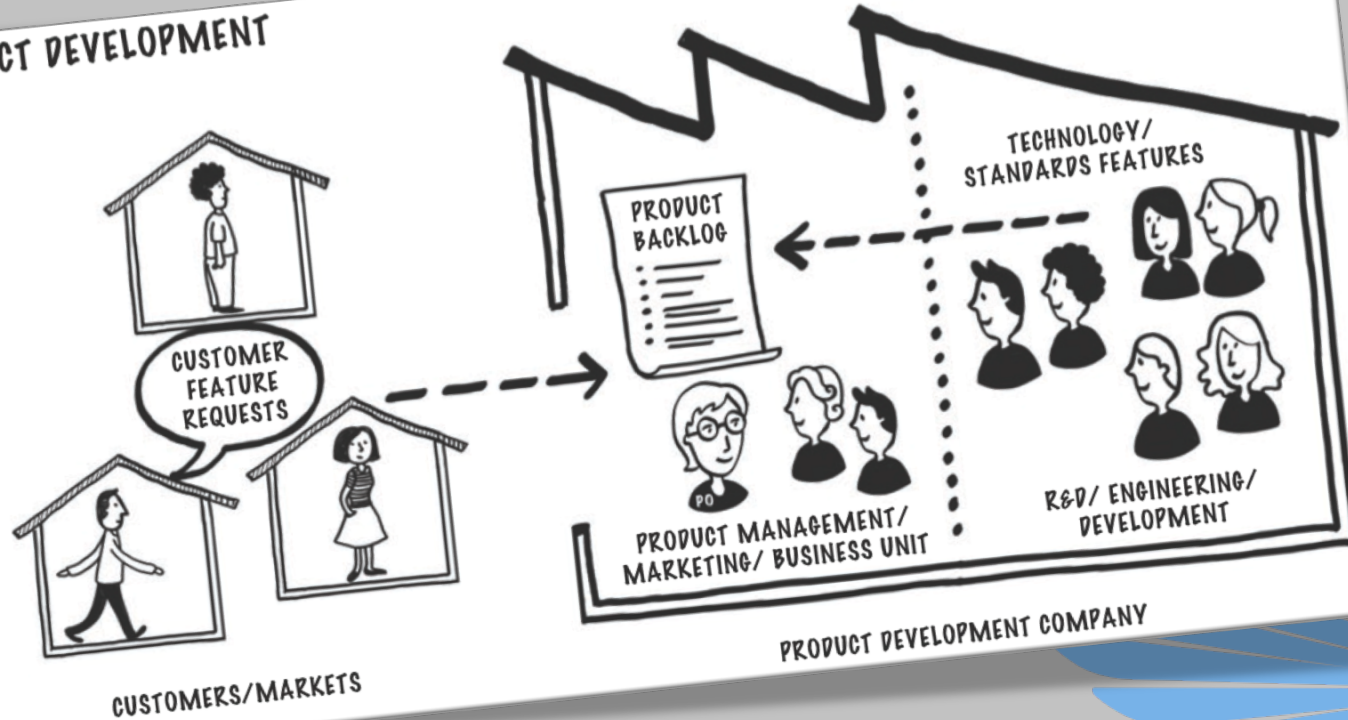 CT DEVELOPMENT
CUSTOMER
FEATURE
REQUESTS
CUSTOMERS/MARKETS
PRODUCT
BACKLOG
PO
PRODUCT MANAGEMENT/
MARKETING/ BUSINESS UNIT
TECHNOLOGY/
STANDARDS FEATURES
R&D/ ENGINEERING/
DEVELOPMENT
PRODUCT DEVELOPMENT COMPANY